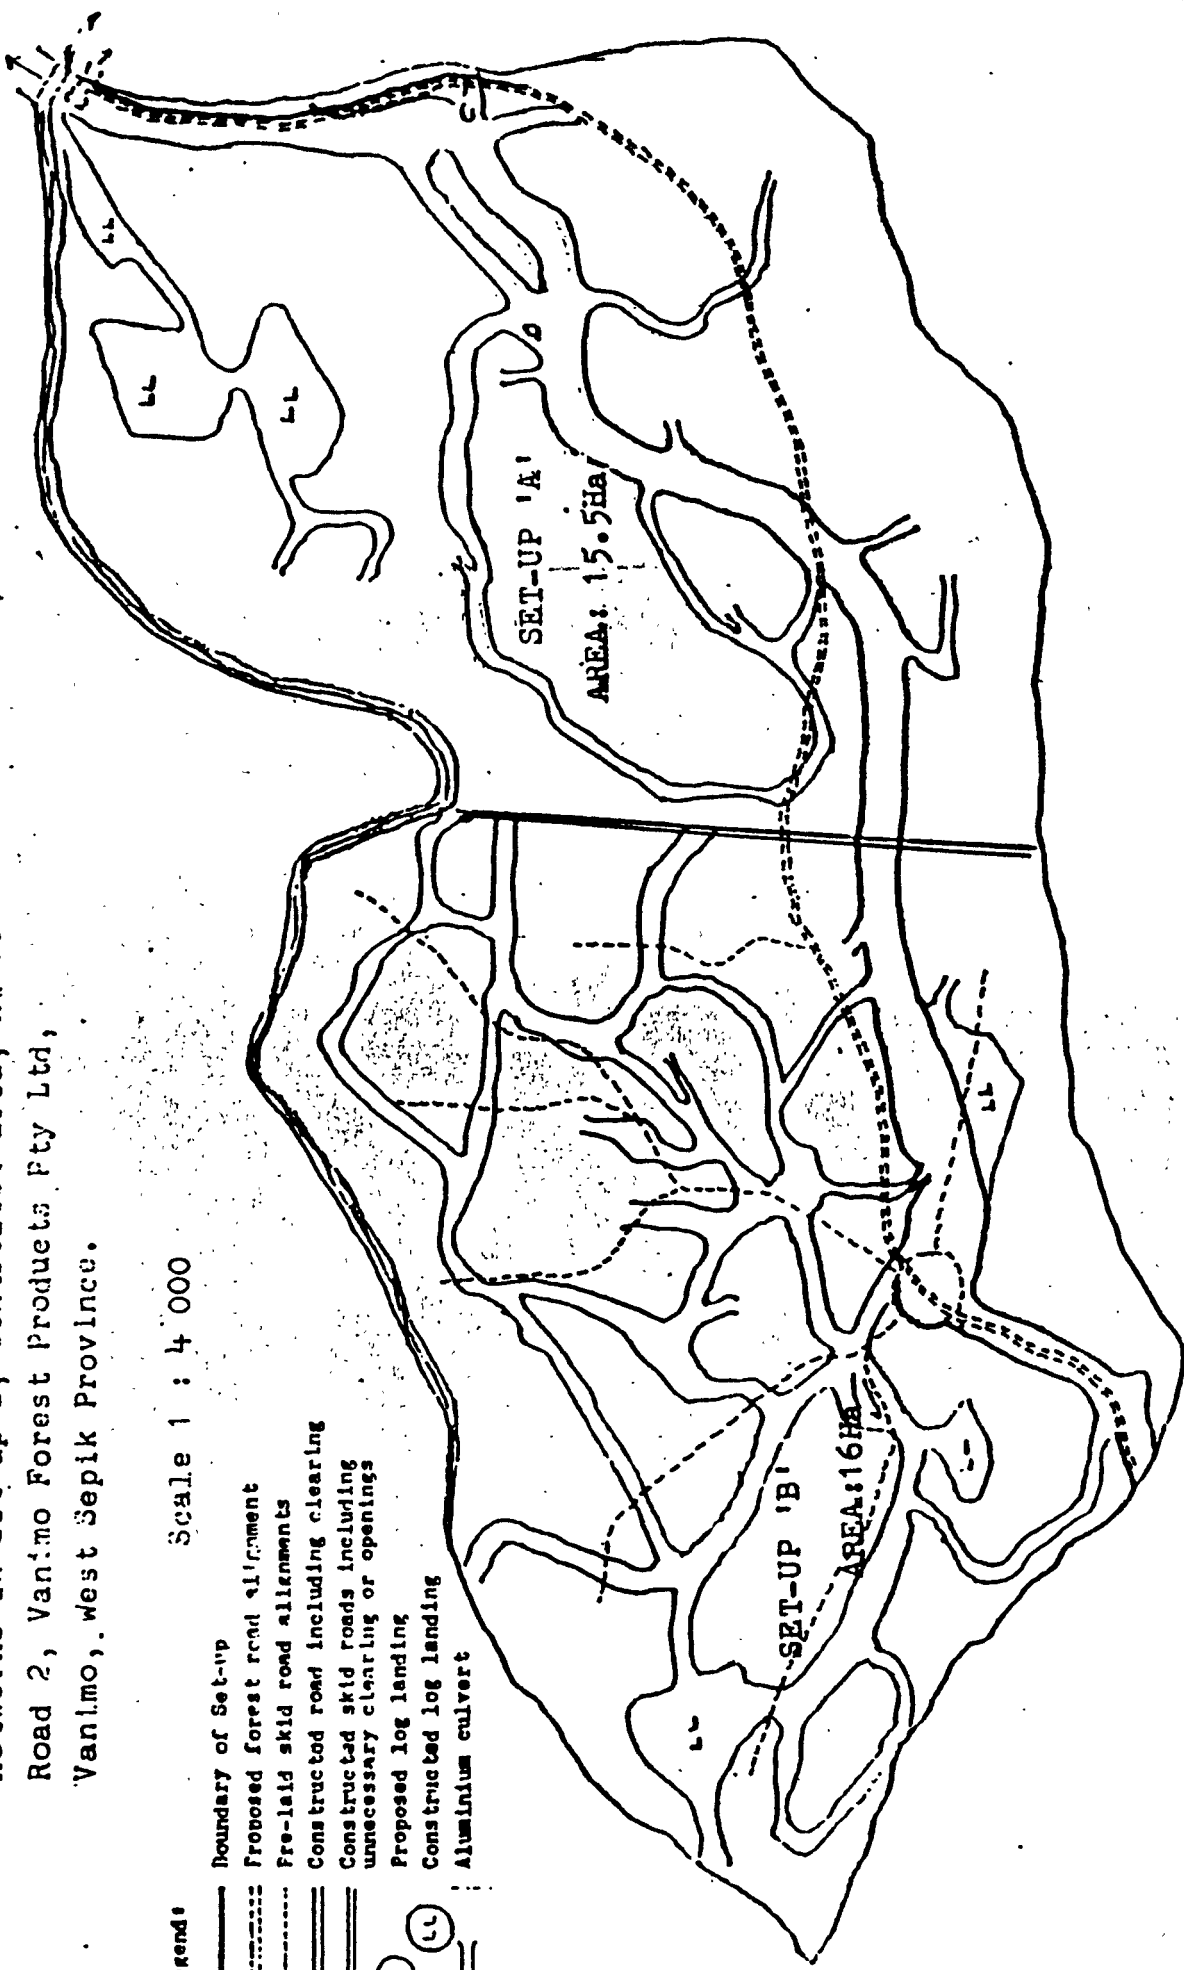 Road 2, Vanimo Forest Products Pty Ltd,
Vanimo, West Sepik Province.
Scale 1 : 4 000
gend:
Boundary of Set-up
Proposed forest road alignment
Pre-laid skid road alignments
Constructed road including clearing
Constructed skid roads including
unnecessary clearing or openings
Proposed log landing
LL
Constructed log landing
Aluminium culvert
SET-UP 'A'
AREA: 15.5Ha
SET-UP 'B'
AREA:16Ha
LL
LL
LL
LL
LL